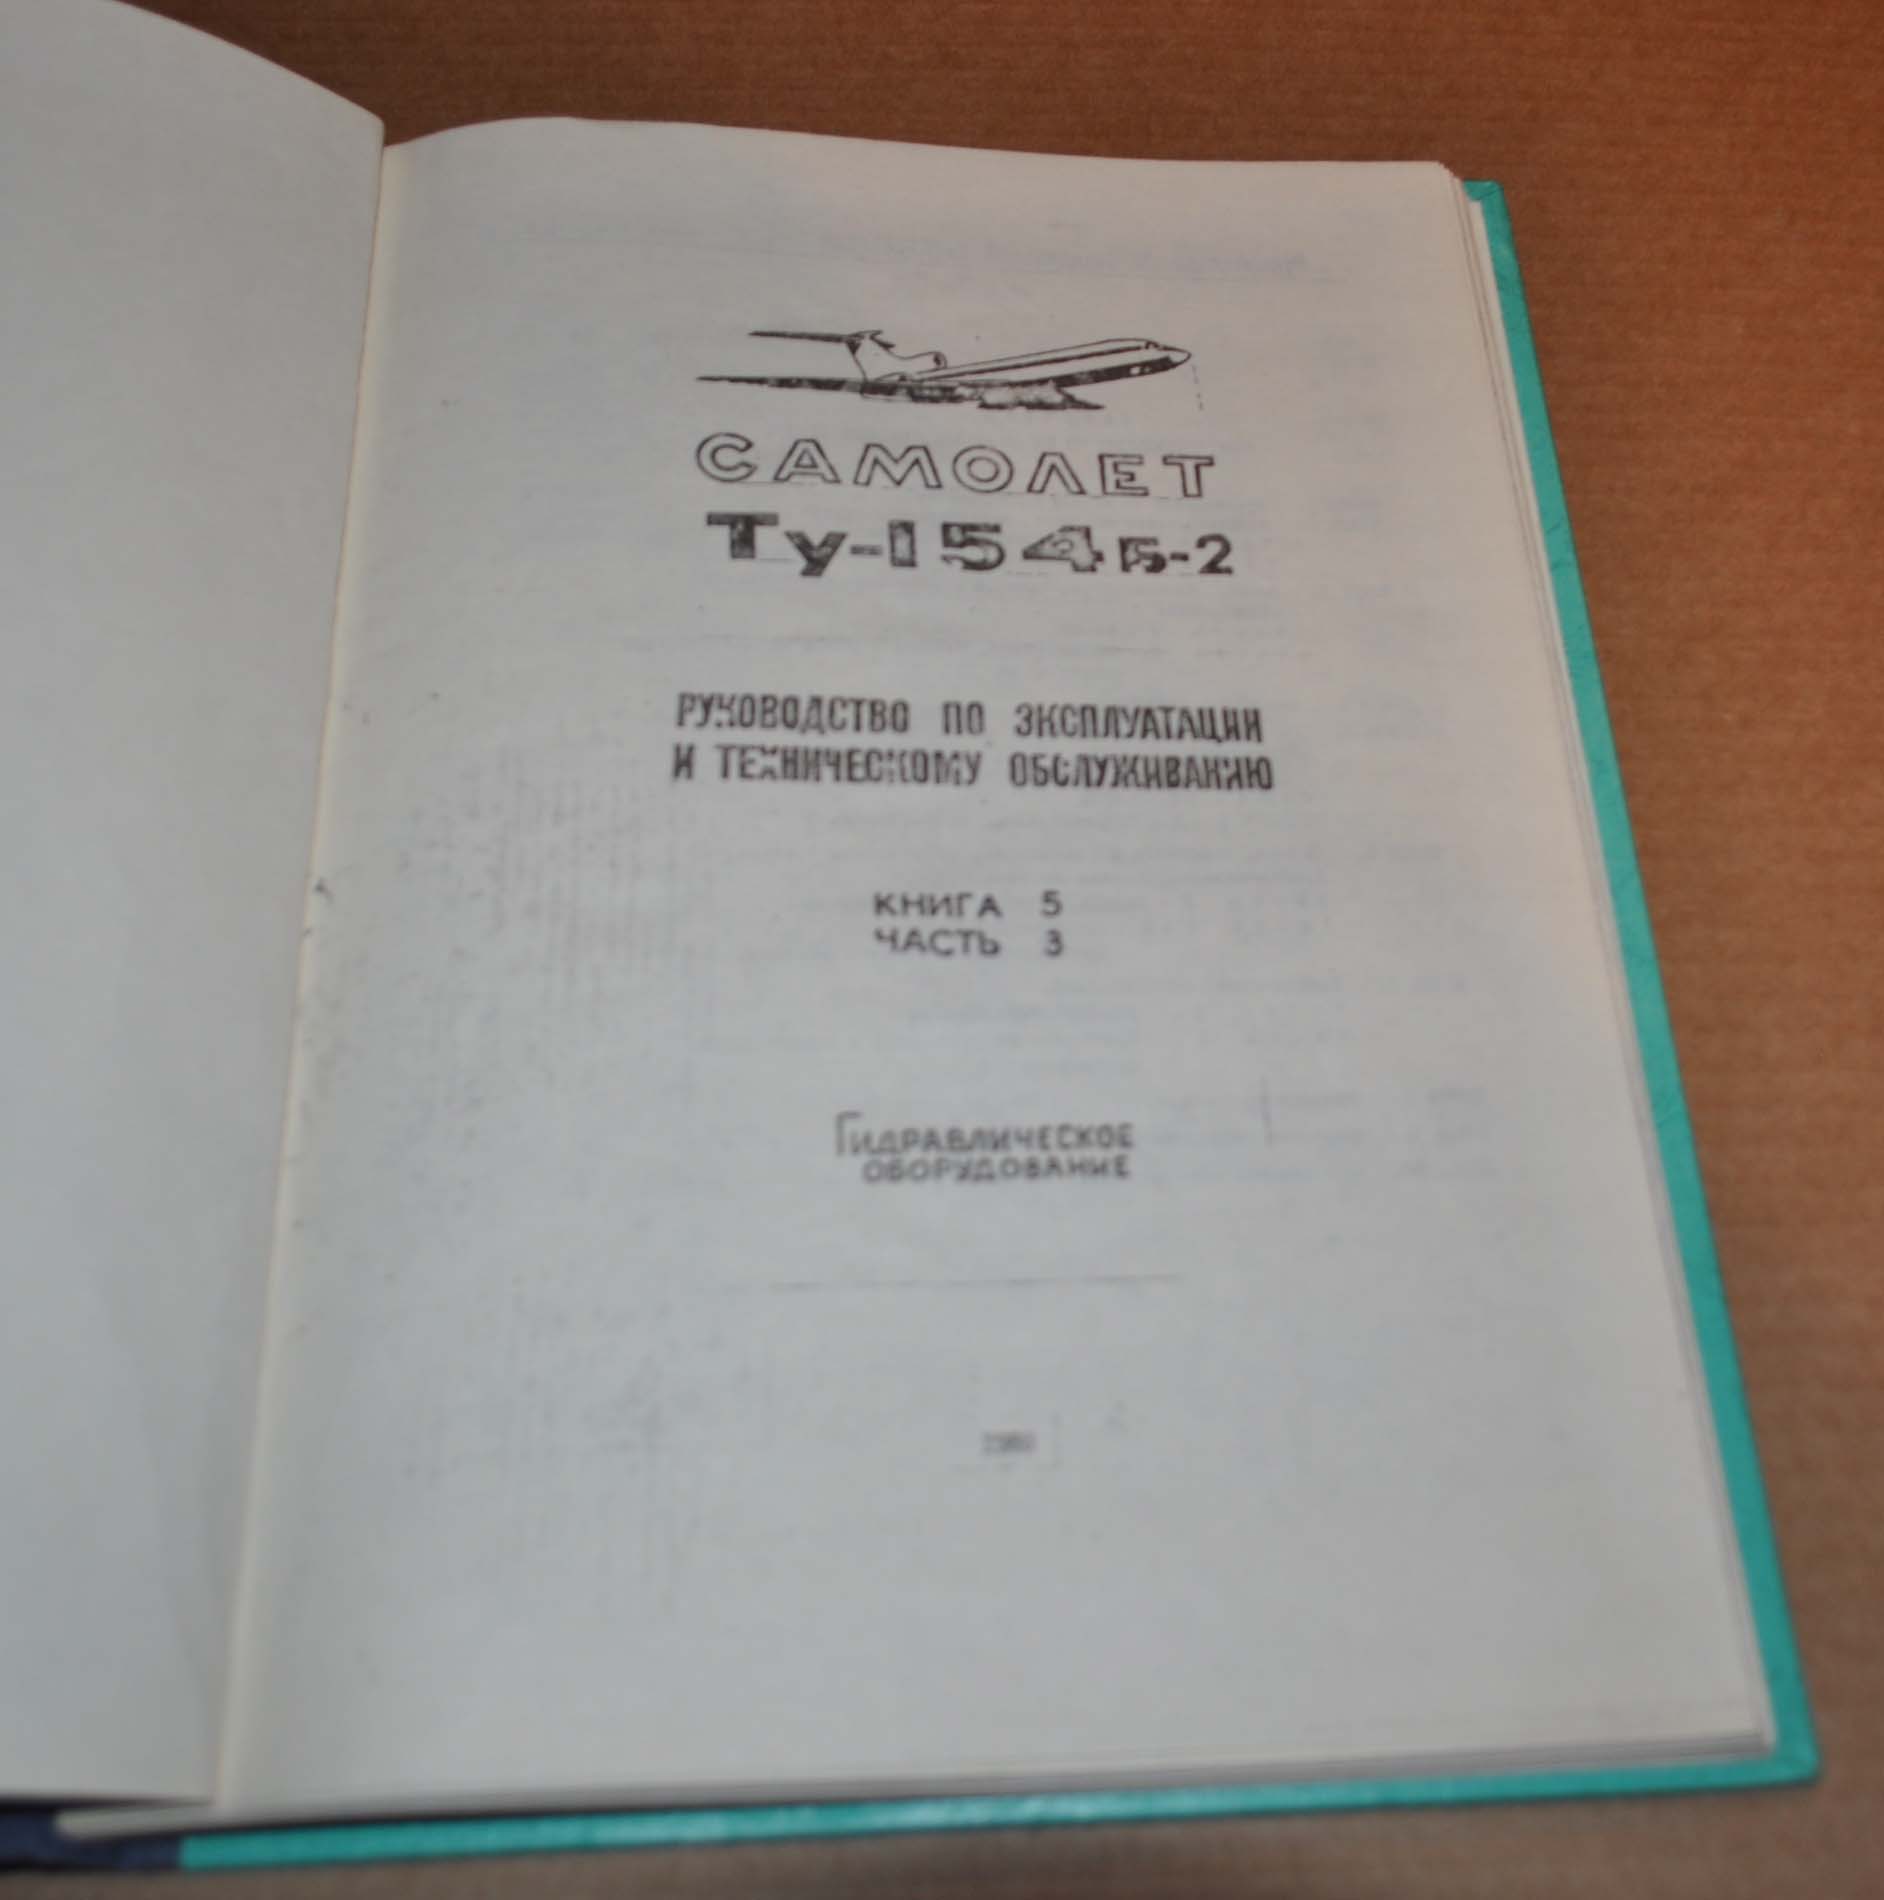 САМОЛЕТ
Ту-154Б-2
РУКОВОДСТВО ПО ЭКСПЛУАТАЦИИ
И ТЕХНИЧЕСКОМУ ОБСЛУЖИВАНИЮ
КНИГА 5
ЧАСТЬ 3
ГИДРАВЛИЧЕСКОЕ
ОБОРУДОВАНИЕ